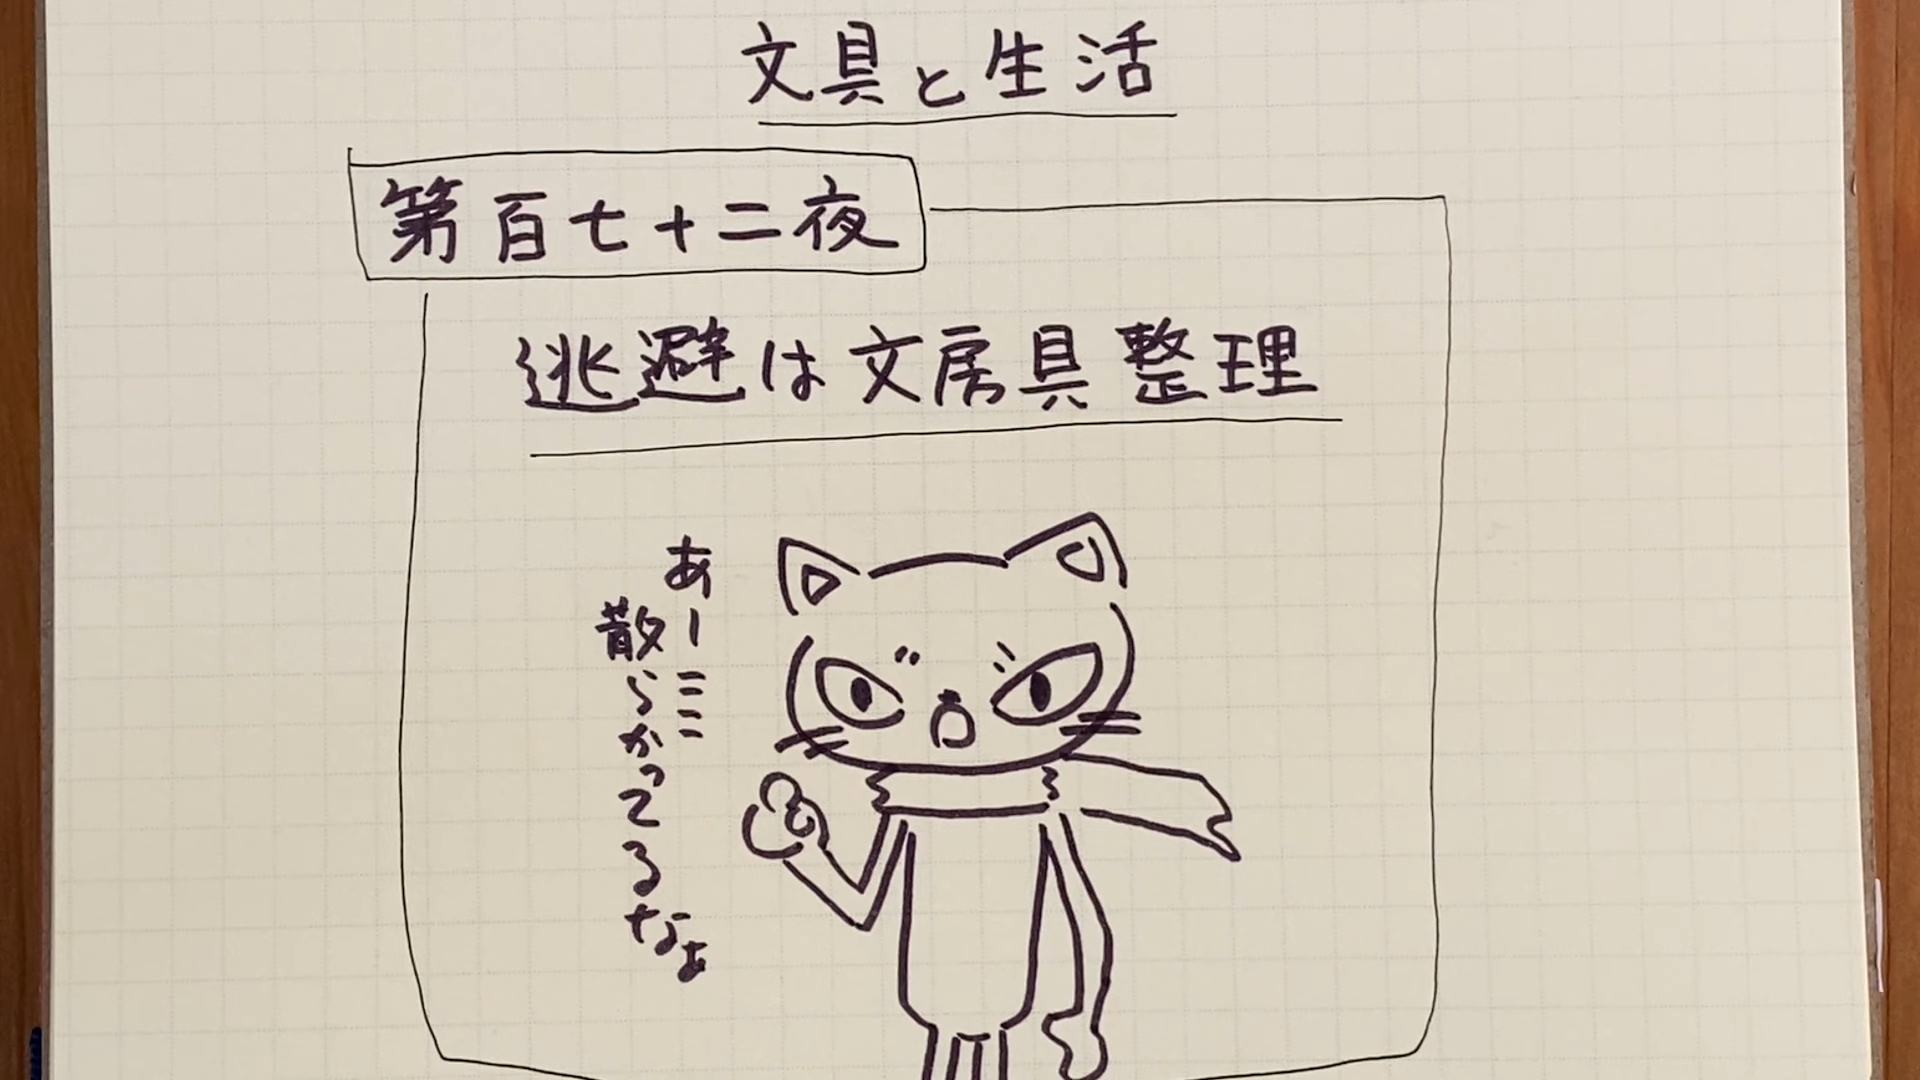 文具と生活
第百七十二夜
逃避は文房具整理
あーここ
散らかってるなぁ